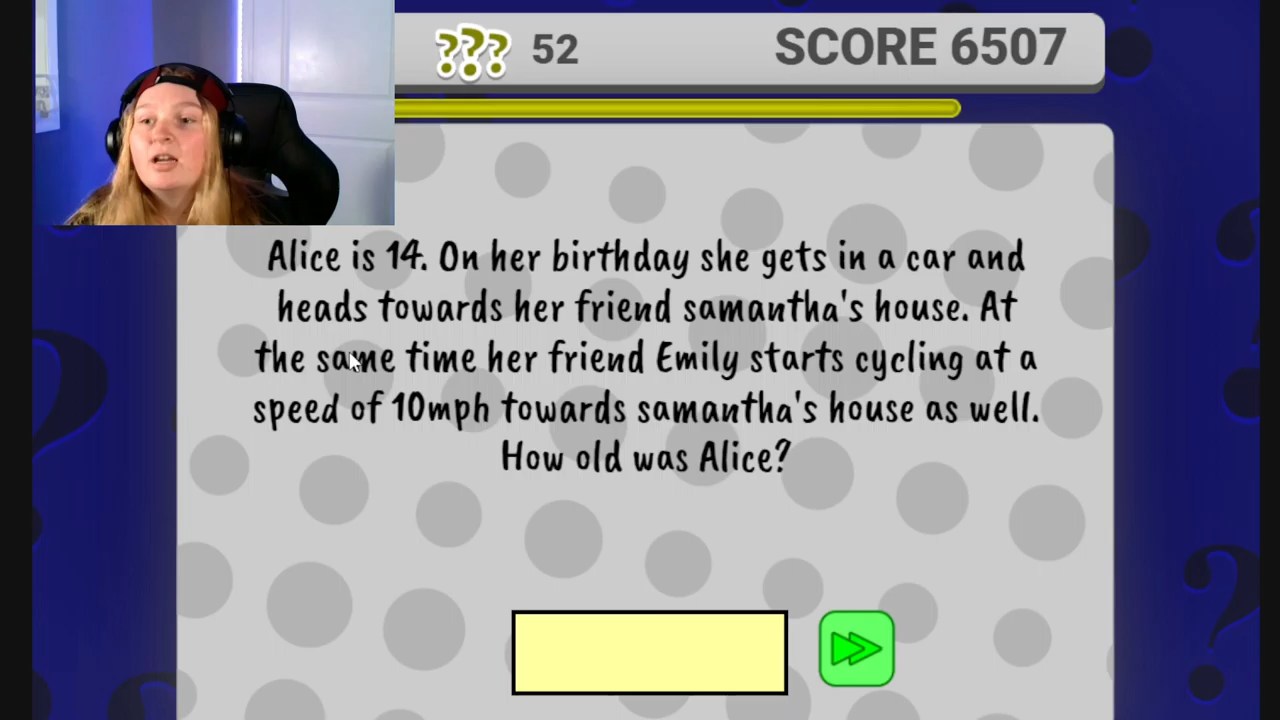 ??? 52 SCORE 6507
Alice is 14. On her birthday she gets in a car and
heads towards her friend samantha's house. At
the same time her friend Emily starts cycling at a
speed of 10mph towards samantha's house as well.
How old was Alice?